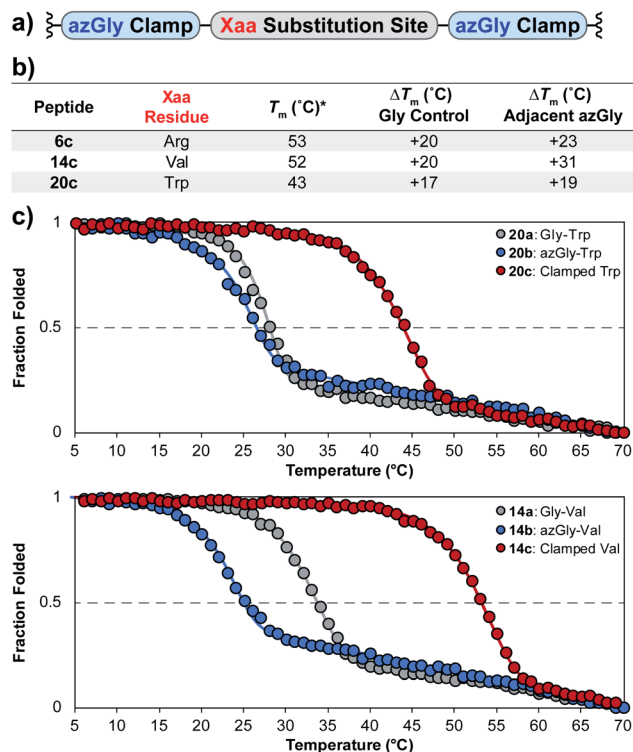 a)
azGly Clamp
Xaa Substitution Site
azGly Clamp
b)
Peptide Xaa Residue Tm (˚C)* ΔTm (˚C) Gly Control ΔTm (˚C) Adjacent azGly
6c Arg 53 +20 +23
14c Val 52 +20 +31
20c Trp 43 +17 +19
c)
1
0.5
0
Fraction Folded
20a: Gly-Trp
20b: azGly-Trp
20c: Clamped Trp
5 10 15 20 25 30 35 40 45 50 55 60 65 70
Temperature (°C)
1
0.5
0
Fraction Folded
14a: Gly-Val
14b: azGly-Val
14c: Clamped Val
5 10 15 20 25 30 35 40 45 50 55 60 65 70
Temperature (°C)